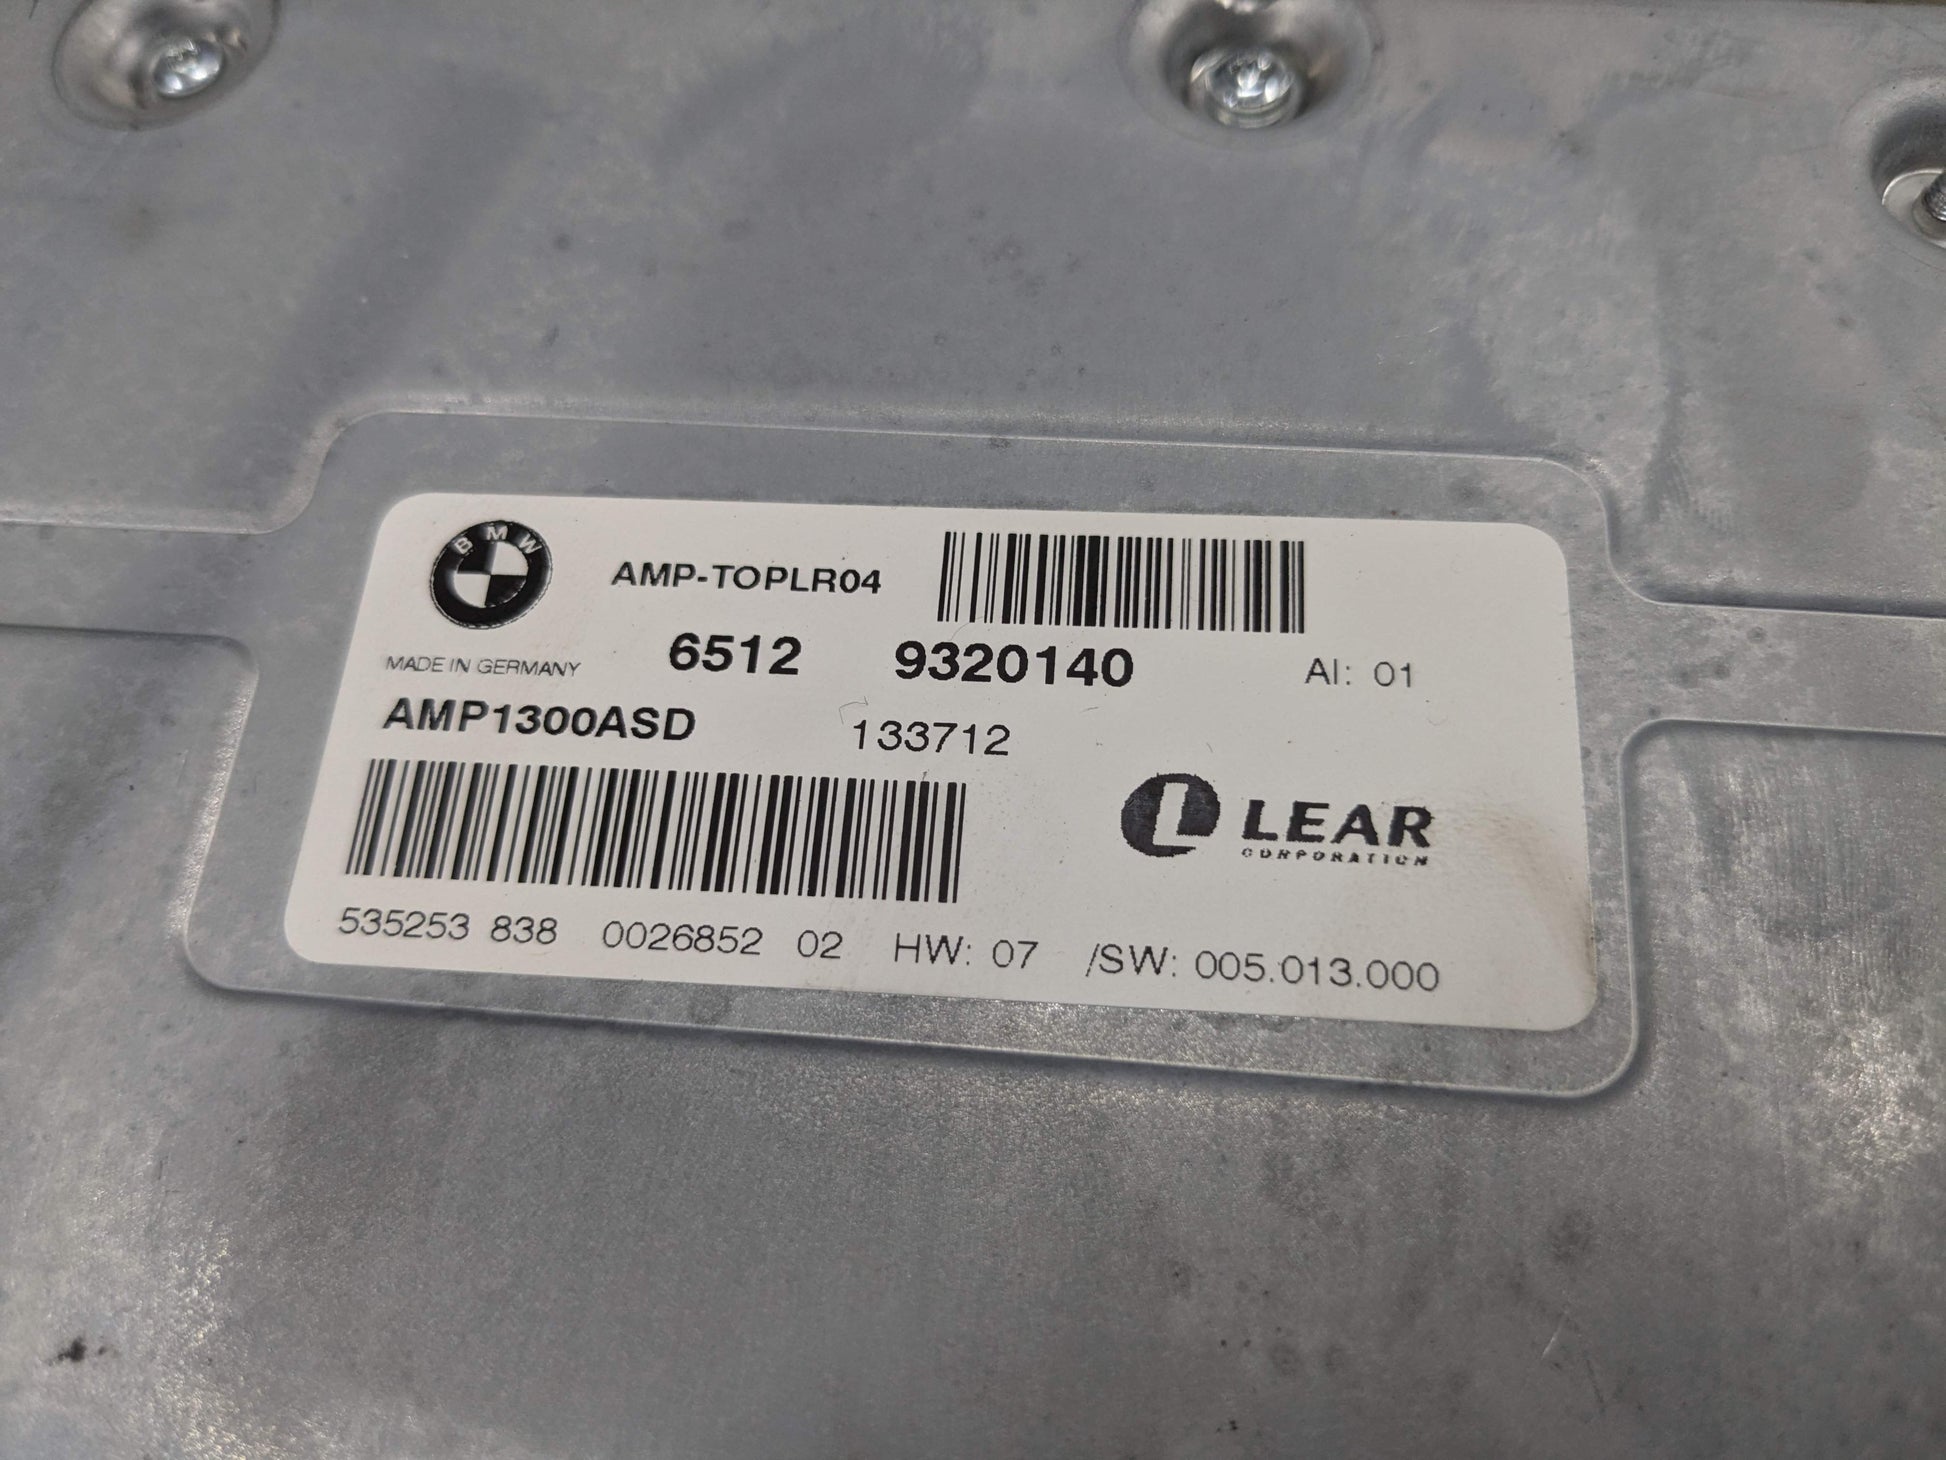 BMW
AMP-TOPLR04
MADE IN GERMANY
6512 9320140 AI: 01
AMP1300ASD 133712
LEAR
CORPORATION
535253 838 0026852 02 HW: 07 /SW: 005.013.000